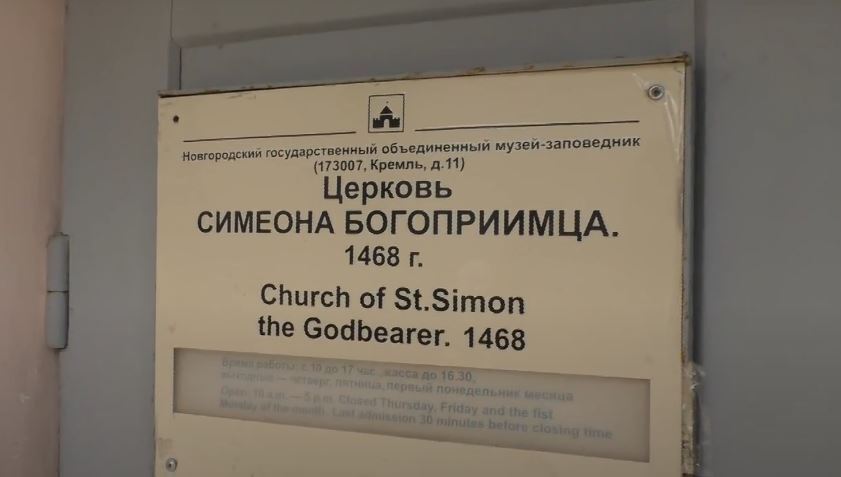 Новгородский государственный объединенный музей-заповедник
(173007, Кремль, д.11)
Церковь
СИМЕОНА БОГОПРИИМЦА.
1468 г.
Church of St.Simon
the Godbearer. 1468
Время работы: с 10 до 17 час., касса до 16.30,
выходные — четверг, пятница, первый понедельник месяца
Open: 10 a.m. — 5 p.m. Closed Thursday, Friday and the fist
Monday of the month. Last admission 30 minutes before closing time